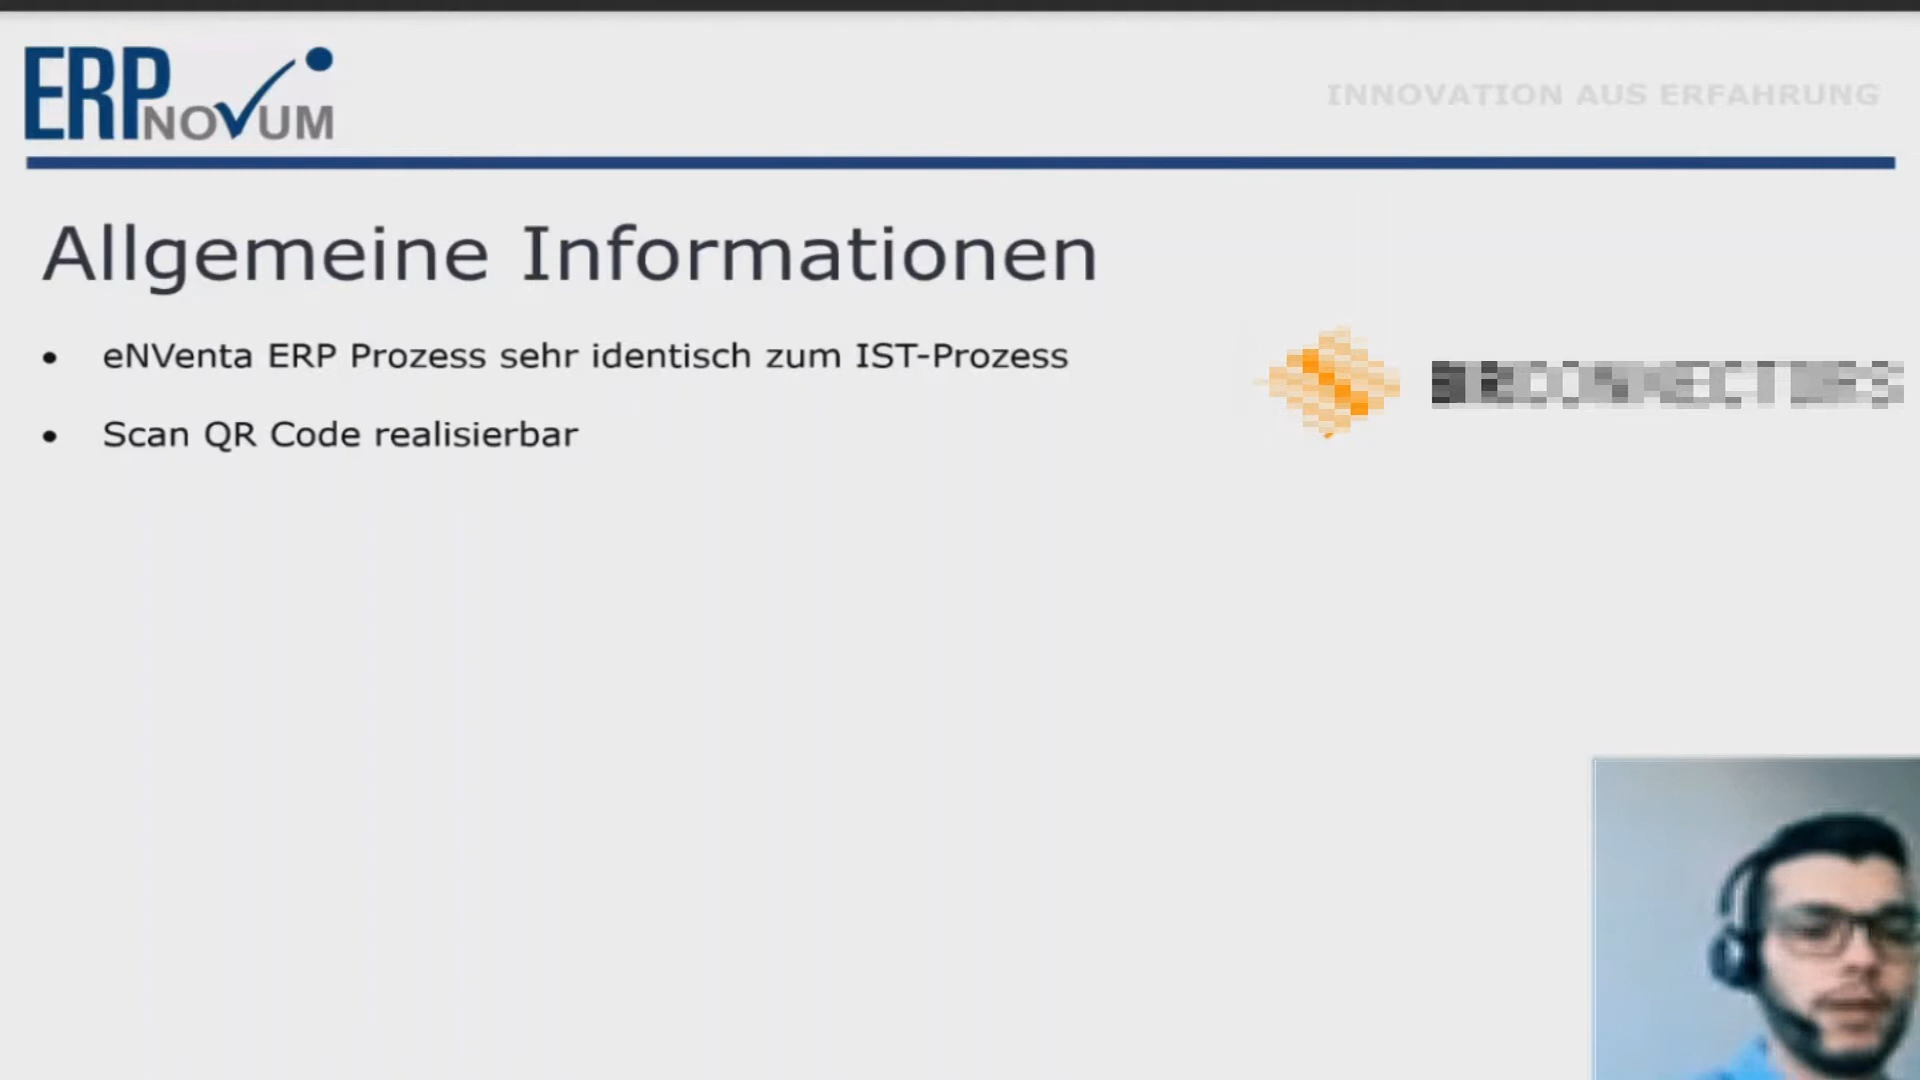 ERP NOVUM
INNOVATION AUS ERFAHRUNG
Allgemeine Informationen
• eNVenta ERP Prozess sehr identisch zum IST-Prozess
• Scan QR Code realisierbar